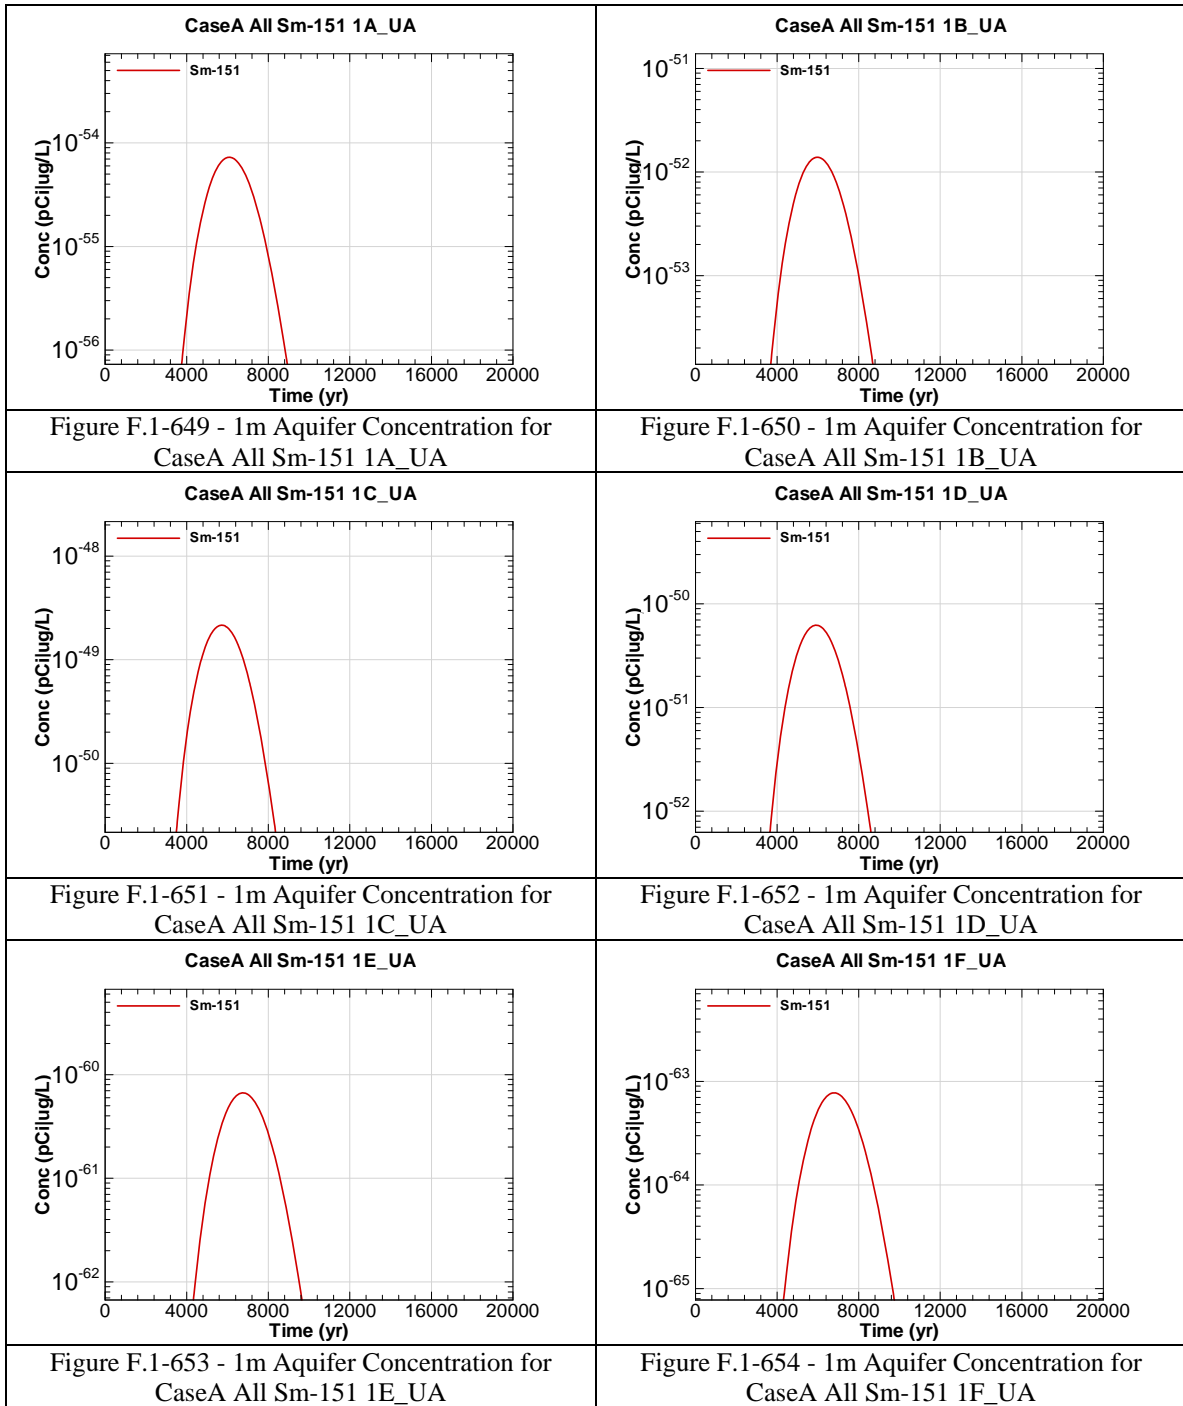 CaseA All Sm-151 1A_UA
Sm-151
10-54
10-55
10-56
Conc (pCi|ug/L)
0 4000 8000 12000 16000 20000
Time (yr)
Figure F.1-649 - 1m Aquifer Concentration for
CaseA All Sm-151 1A_UA
CaseA All Sm-151 1B_UA
Sm-151
10-51
10-52
10-53
Conc (pCi|ug/L)
0 4000 8000 12000 16000 20000
Time (yr)
Figure F.1-650 - 1m Aquifer Concentration for
CaseA All Sm-151 1B_UA
CaseA All Sm-151 1C_UA
Sm-151
10-48
10-49
10-50
Conc (pCi|ug/L)
0 4000 8000 12000 16000 20000
Time (yr)
Figure F.1-651 - 1m Aquifer Concentration for
CaseA All Sm-151 1C_UA
CaseA All Sm-151 1D_UA
Sm-151
10-50
10-51
10-52
Conc (pCi|ug/L)
0 4000 8000 12000 16000 20000
Time (yr)
Figure F.1-652 - 1m Aquifer Concentration for
CaseA All Sm-151 1D_UA
CaseA All Sm-151 1E_UA
Sm-151
10-60
10-61
10-62
Conc (pCi|ug/L)
0 4000 8000 12000 16000 20000
Time (yr)
Figure F.1-653 - 1m Aquifer Concentration for
CaseA All Sm-151 1E_UA
CaseA All Sm-151 1F_UA
Sm-151
10-63
10-64
10-65
Conc (pCi|ug/L)
0 4000 8000 12000 16000 20000
Time (yr)
Figure F.1-654 - 1m Aquifer Concentration for
CaseA All Sm-151 1F_UA